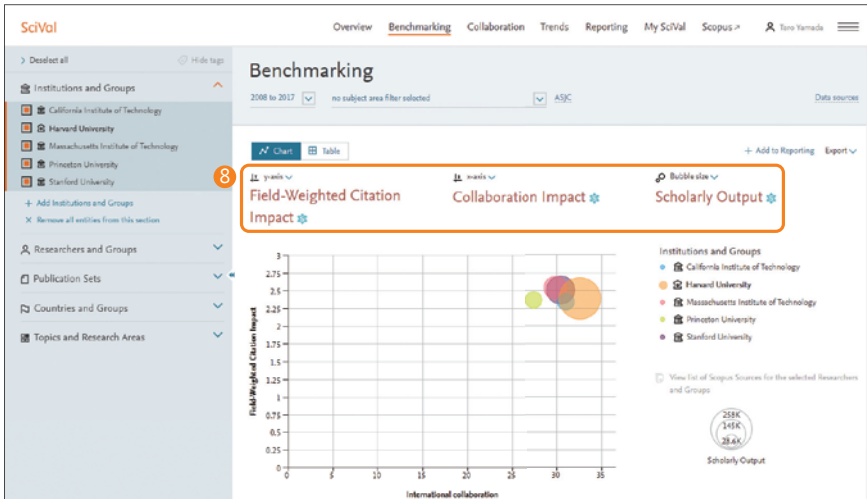 SciVal
Overview Benchmarking Collaboration Trends Reporting My SciVal Scopus Toro Yamada
Deselect all Hide tags
Institutions and Groups
California Institute of Technology
Harvard University
Massachusetts Institute of Technology
Princeton University
Stanford University
+ Add Institutions and Groups
× Remove all entities from this section
Researchers and Groups
Publication Sets
Countries and Groups
Topics and Research Areas
Benchmarking
2008 to 2017 no subject area filter selected ASJC Data sources
Chart Table
+ Add to Reporting Export
8
y-axis x-axis Bubble size
Field-Weighted Citation Impact
Collaboration Impact
Scholarly Output
3
2.75
2.5
2.25
2
1.75
1.5
1.25
1
0.75
0.5
0.25
0
Field-Weighted Citation Impact
0 5 10 15 20 25 30 35
International collaboration
Institutions and Groups
California Institute of Technology
Harvard University
Massachusetts Institute of Technology
Princeton University
Stanford University
View list of Scopus Sources for the selected Researchers
and Groups
258K
145K
28.6K
Scholarly Output